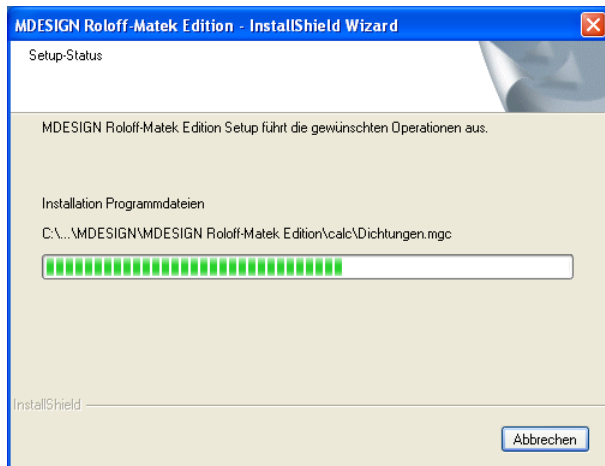 MDESIGN Roloff-Matek Edition - InstallShield Wizard
Setup-Status
MDESIGN Roloff-Matek Edition Setup führt die gewünschten Operationen aus.
Installation Programmdateien
C:\...\MDESIGN\MDESIGN Roloff-Matek Edition\calc\Dichtungen.mgc
InstallShield
Abbrechen